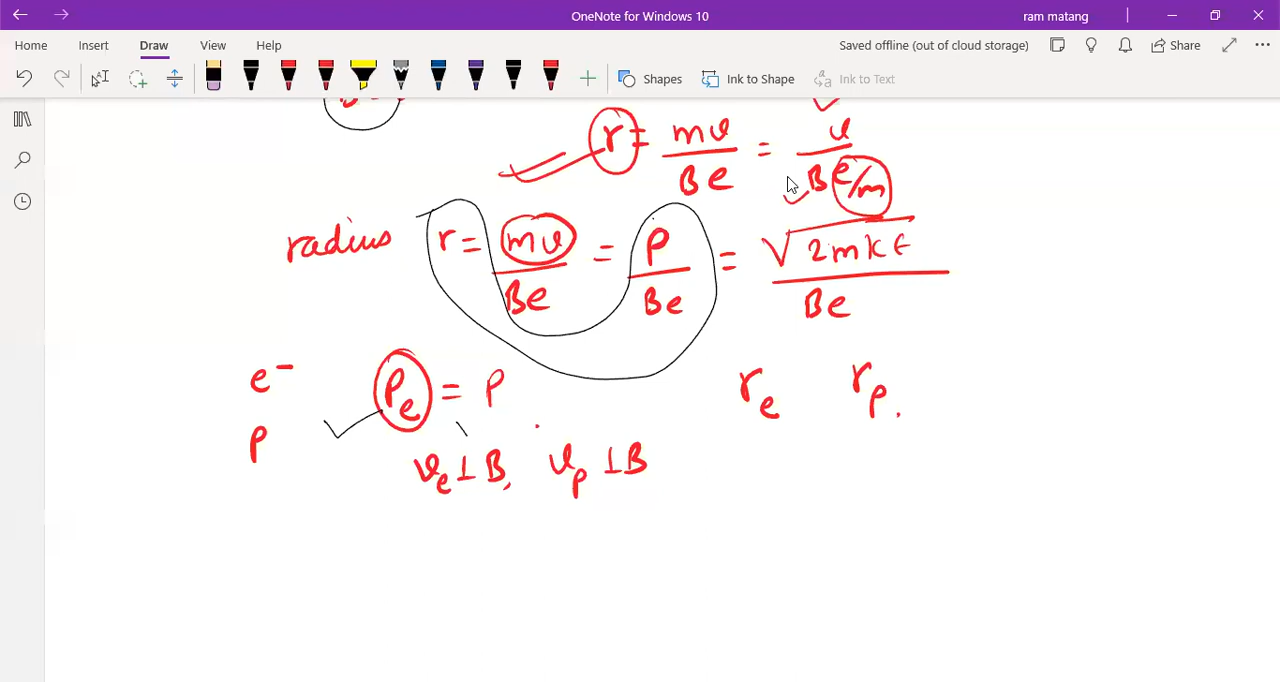 OneNote for Windows 10
ram matang
Home Insert Draw View Help
Saved offline (out of cloud storage)
Share
Shapes
Ink to Shape
Ink to Text
r = mv/Be = v/(B e/m)
radius r = mv/Be = P/Be = √2mKE/Be
e⁻ Pe = P re rp.
p
ve ⊥ B, vp ⊥ B